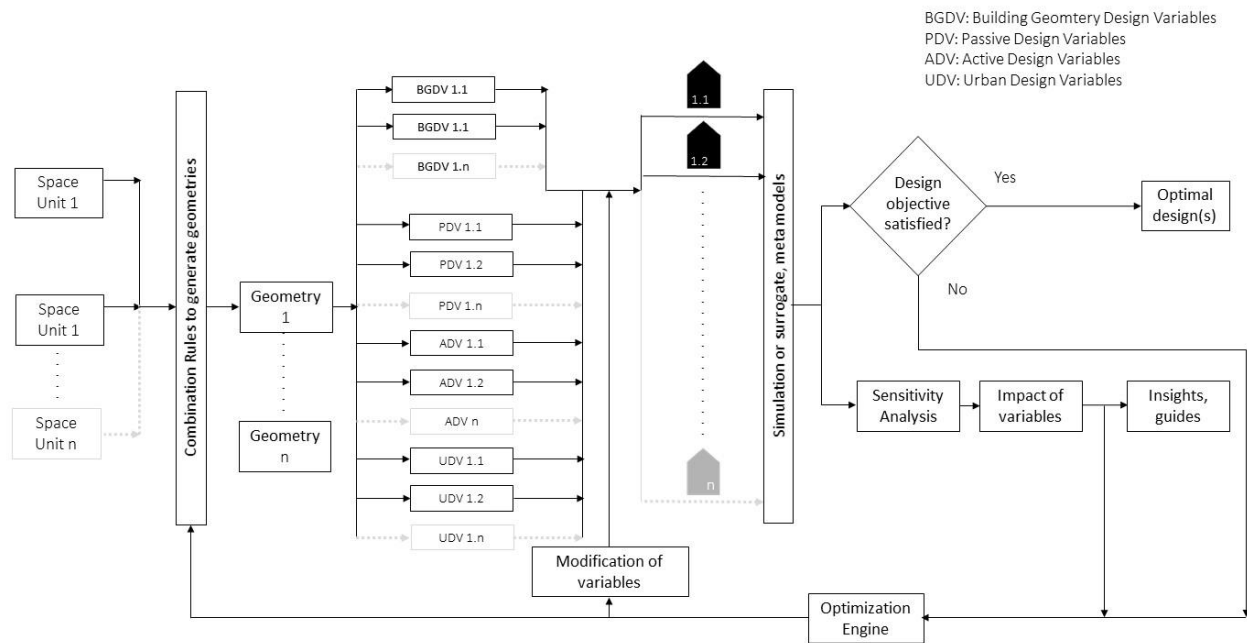 BGDV: Building Geomtery Design Variables
PDV: Passive Design Variables
ADV: Active Design Variables
UDV: Urban Design Variables
Space
Unit 1
Space
Unit 1
Space
Unit n
Combination Rules to generate geometries
Geometry
1
Geometry
n
BGDV 1.1
BGDV 1.1
BGDV 1.n
PDV 1.1
PDV 1.2
PDV 1.n
ADV 1.1
ADV 1.2
ADV n
UDV 1.1
UDV 1.2
UDV 1.n
Modification of
variables
1.1
1.2
n
Simulation or surrogate, meta models
Design
objective
satisfied?
Yes
No
Optimal
design(s)
Sensitivity
Analysis
Impact of
variables
Insights,
guides
Optimization
Engine